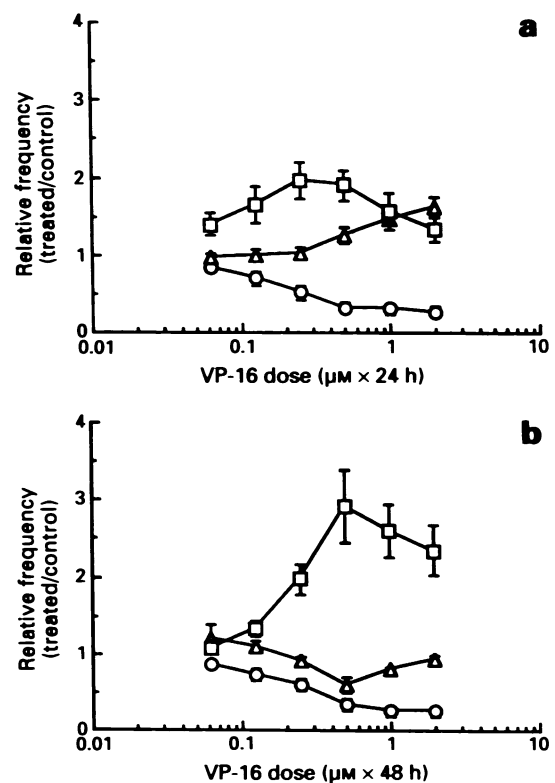 a
4
3
2
1
0
Relative frequency
(treated/control)
0.01
0.1
1
10
VP-16 dose (μM × 24 h)
b
4
3
2
1
0
Relative frequency
(treated/control)
0.01
0.1
1
10
VP-16 dose (μM × 48 h)